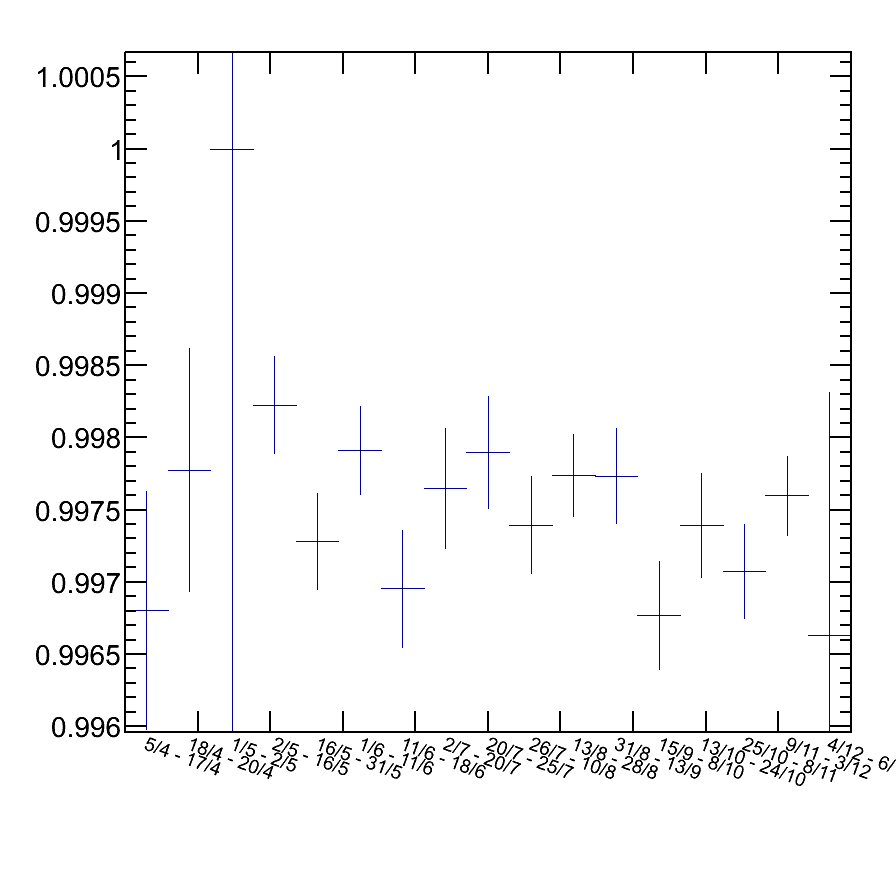 1.0005
1
0.9995
0.999
0.9985
0.998
0.9975
0.997
0.9965
0.996
5/4 - 17/4
18/4 - 20/4
1/5 - 2/5
2/5 - 16/5
16/5 - 31/5
1/6 - 11/6
11/6 - 18/6
2/7 - 20/7
20/7 - 25/7
26/7 - 10/8
13/8 - 28/8
31/8 - 13/9
15/9 - 8/10
13/10 - 24/10
25/10 - 8/11
9/11 - 3/12
4/12 - 6/